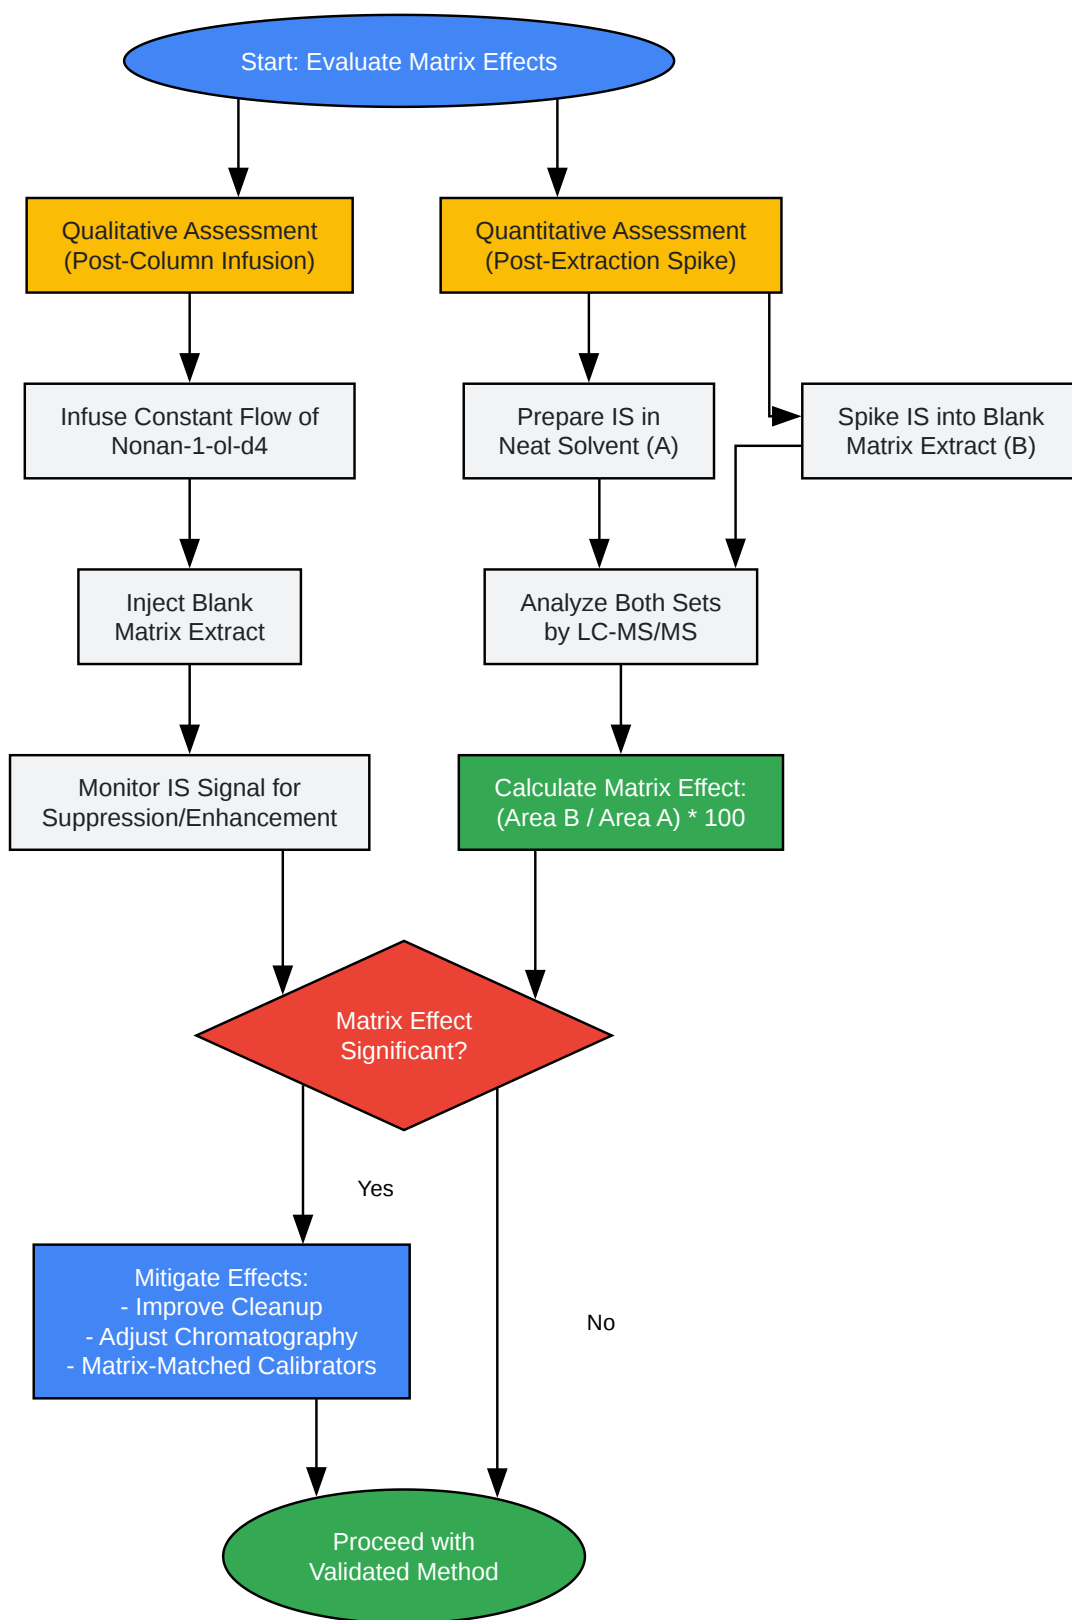 Start: Evaluate Matrix Effects
Qualitative Assessment
(Post-Column Infusion)
Quantitative Assessment
(Post-Extraction Spike)
Infuse Constant Flow of
Nonan-1-ol-d4
Prepare IS in
Neat Solvent (A)
Spike IS into Blank
Matrix Extract (B)
Inject Blank
Matrix Extract
Analyze Both Sets
by LC-MS/MS
Monitor IS Signal for
Suppression/Enhancement
Calculate Matrix Effect:
(Area B / Area A) * 100
Matrix Effect
Significant?
Yes
Mitigate Effects:
- Improve Cleanup
- Adjust Chromatography
- Matrix-Matched Calibrators
No
Proceed with
Validated Method